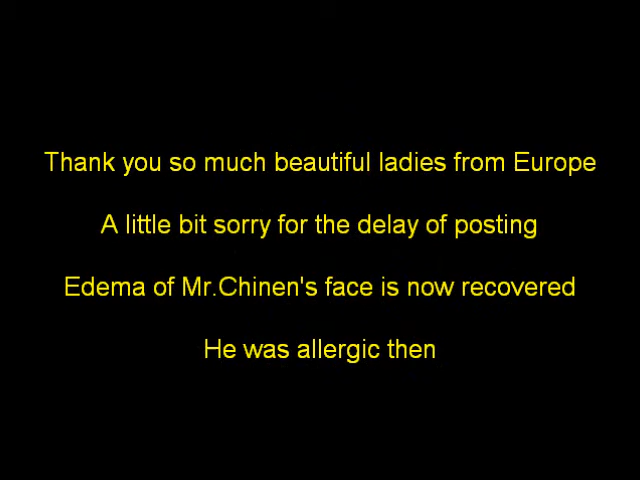 Thank you so much beautiful ladies from Europe
A little bit sorry for the delay of posting
Edema of Mr.Chinen's face is now recovered
He was allergic then